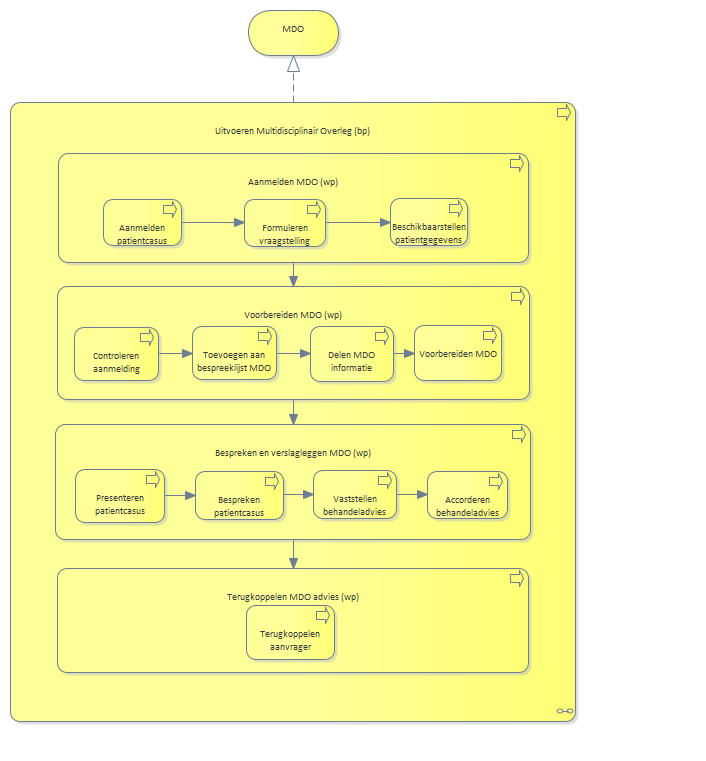 MDO
Uitvoeren Multidisciplinair Overleg (bp)
Aanmelden MDO (wp)
Aanmelden
patientcasus
Formuleren
vraagstelling
Beschikbaarstellen
patientgegevens
Voorbereiden MDO (wp)
Controleren
aanmelding
Toevoegen aan
bespreeklijst MDO
Delen MDO
informatie
Voorbereiden MDO
Bespreken en verslagleggen MDO (wp)
Presenteren
patientcasus
Bespreken
patientcasus
Vaststellen
behandeladvies
Accorderen
behandeladvies
Terugkoppelen MDO advies (wp)
Terugkoppelen
aanvrager